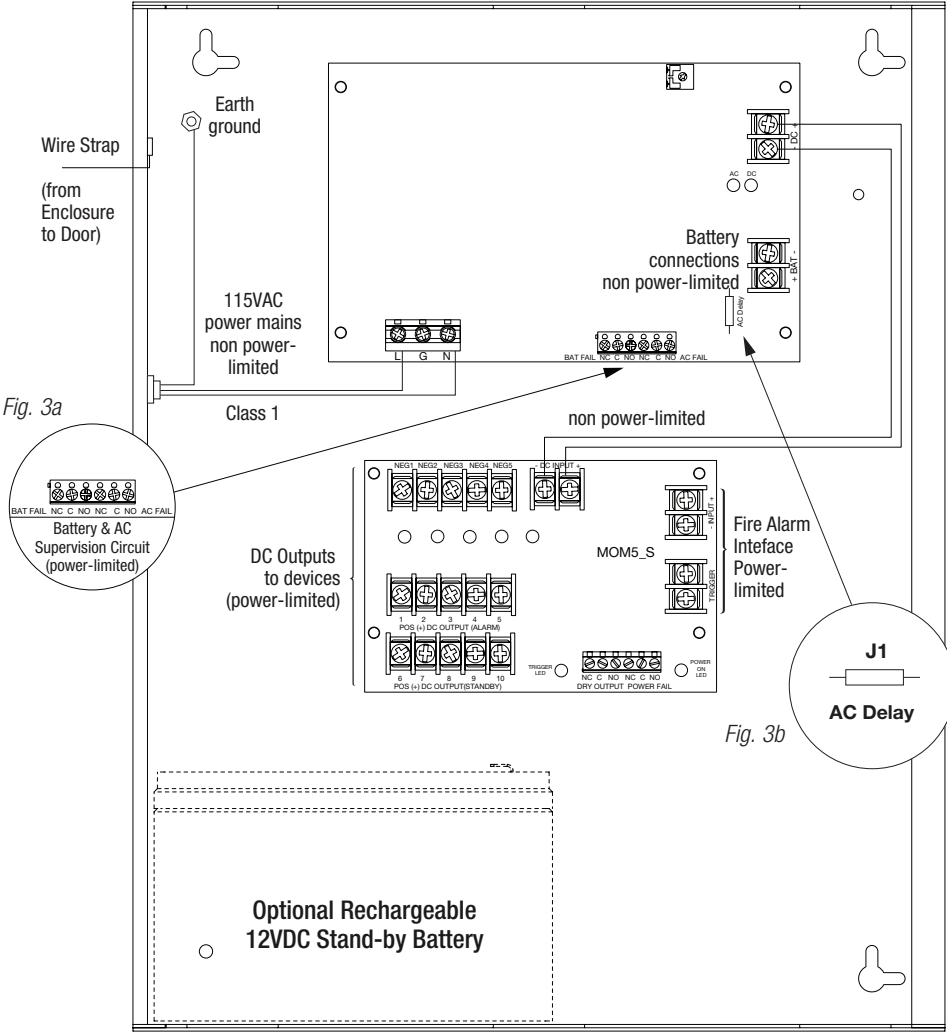 Earth
ground
Wire Strap
(from
Enclosure
to Door)
- DC +
AC DC
Battery
connections
non power-limited
+ BAT -
AC Delay
115VAC
power mains
non power-
limited
L G N
BAT FAIL NC C NO NC C NO AC FAIL
Class 1
Fig. 3a
BAT FAIL NC C NO NC C NO AC FAIL
Battery & AC
Supervision Circuit
(power-limited)
non power-limited
NEG1 NEG2 NEG3 NEG4 NEG5
- DC INPUT +
- INPUT +
MOM5_S
TRIGGER
Fire Alarm
Inteface
Power-
limited
DC Outputs
to devices
(power-limited)
1 2 3 4 5
POS (+) DC OUTPUT (ALARM)
6 7 8 9 10
POS (+) DC OUTPUT(STANDBY)
TRIGGER
LED
NC C NO NC C NO
DRY OUTPUT POWER FAIL
POWER
ON
LED
J1
AC Delay
Fig. 3b
Optional Rechargeable
12VDC Stand-by Battery